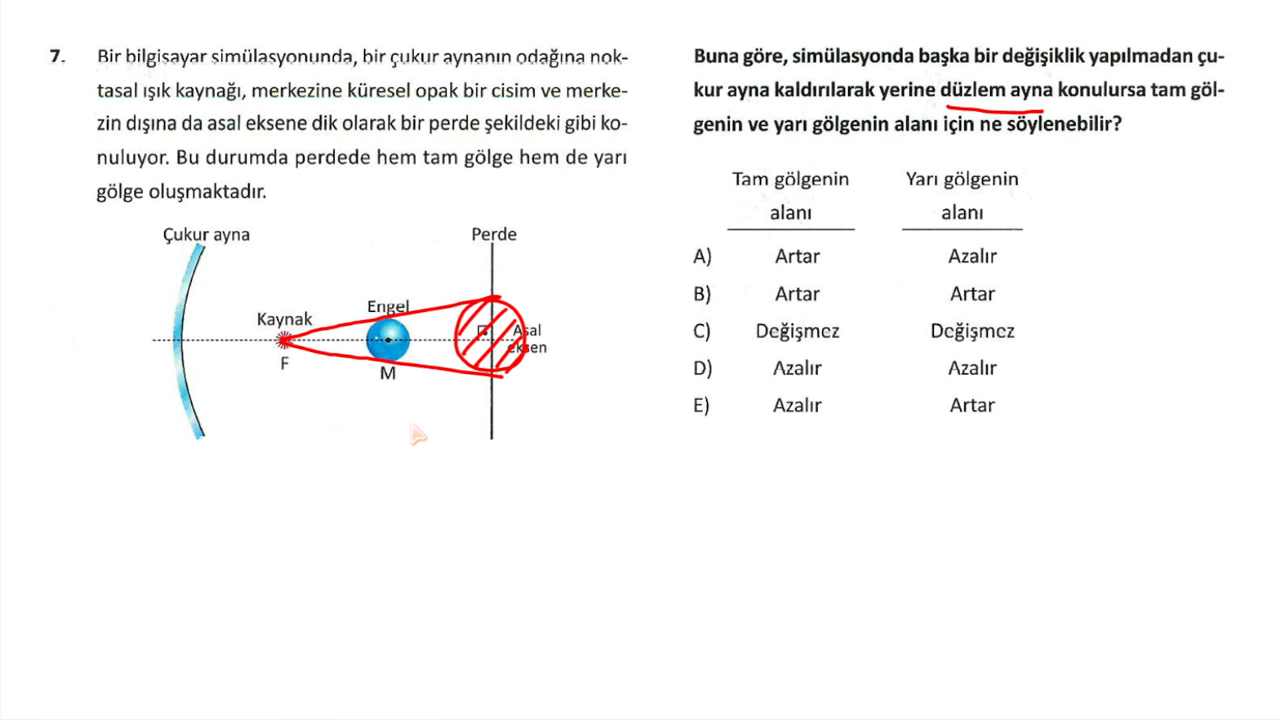 7. Bir bilgisayar simülasyonunda, bir çukur aynanın odağına nok-
tasal ışık kaynağı, merkezine küresel opak bir cisim ve merke-
zin dışına da asal eksene dik olarak bir perde şekildeki gibi ko-
nuluyor. Bu durumda perdede hem tam gölge hem de yarı
gölge oluşmaktadır.
Çukur ayna
Perde
Engel
Kaynak
Asal
eksen
F
M
Buna göre, simülasyonda başka bir değişiklik yapılmadan çu-
kur ayna kaldırılarak yerine düzlem ayna konulursa tam göl-
genin ve yarı gölgenin alanı için ne söylenebilir?
Tam gölgenin Yarı gölgenin
alanı alanı
A) Artar Azalır
B) Artar Artar
C) Değişmez Değişmez
D) Azalır Azalır
E) Azalır Artar